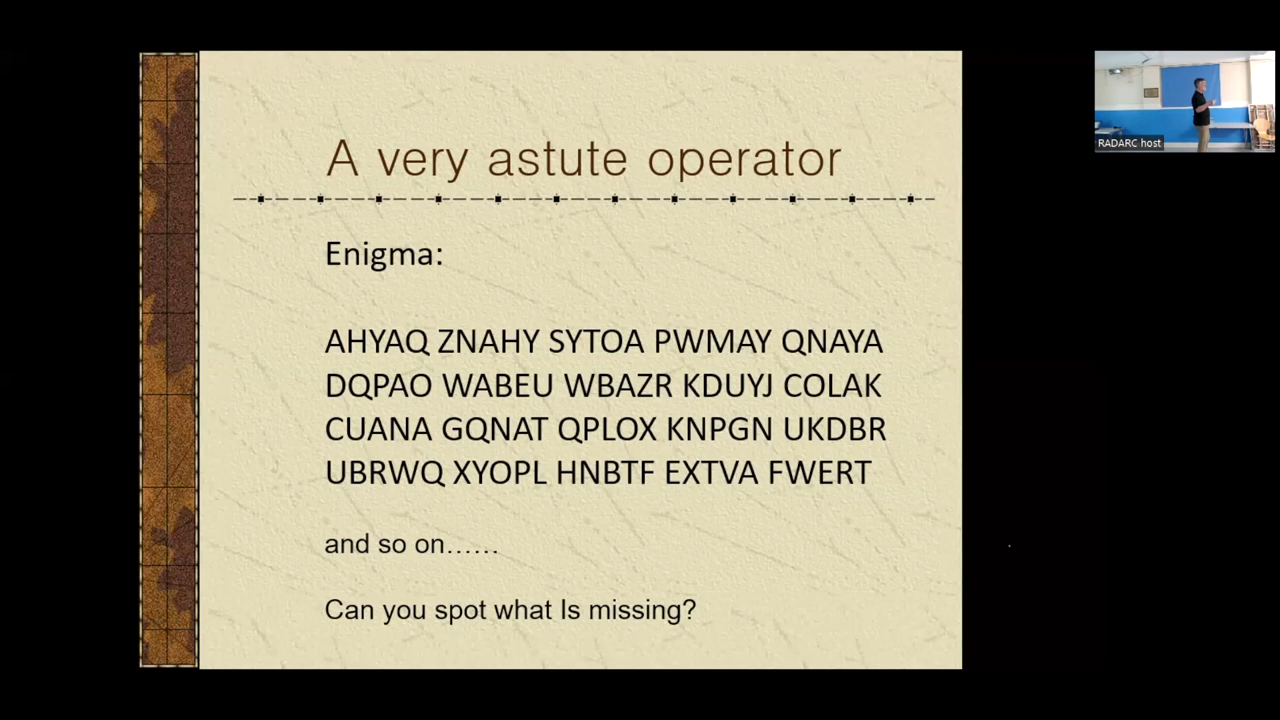 A very astute operator
Enigma:
AHYAQ ZNAHY SYTOA PWMAY QNAYA
DQPAO WABEU WBAZR KDUYJ COLAK
CUANA GQNAT QPLOX KNPGN UKDBR
UBRWQ XYOPL HNBTF EXTVA FWERT
and so on……
Can you spot what Is missing?
RADARC host